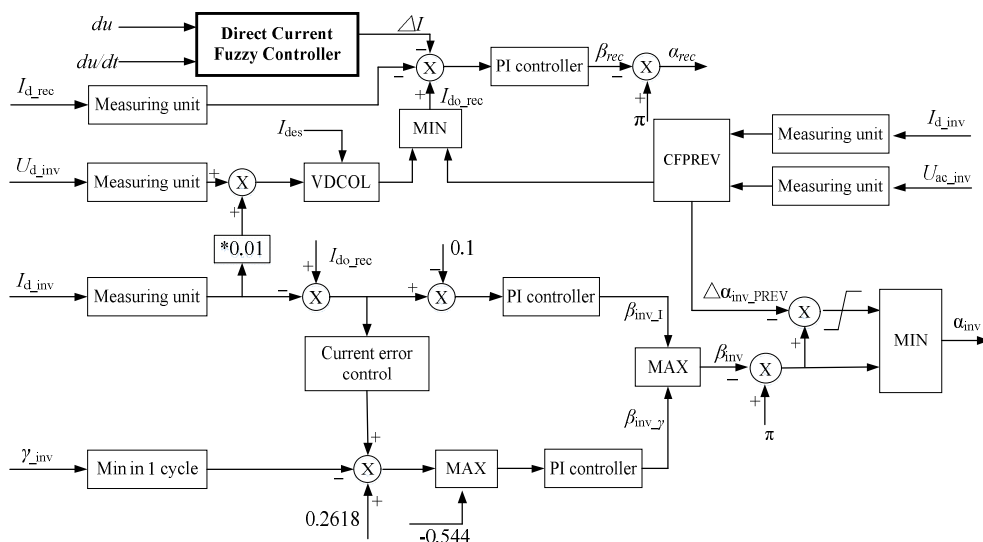 du
du/dt
Direct Current
Fuzzy Controller
△I
I_d_rec
Measuring unit
−
−
X
+
I_do_rec
PI controller
β_rec
−
X
α_rec
+
π
MIN
I_des
U_d_inv
Measuring unit
+
X
+
VDCOL
CFPREV
Measuring unit
I_d_inv
Measuring unit
U_ac_inv
*0.01
I_d_inv
Measuring unit
−
X
+
I_do_rec
+
X
−
0.1
PI controller
β_inv_I
△α_inv_PREV
−
X
+
MIN
α_inv
Current error
control
MAX
β_inv
−
X
+
π
β_inv_γ
γ_inv
Min in 1 cycle
−
X
+
+
0.2618
MAX
-0.544
PI controller